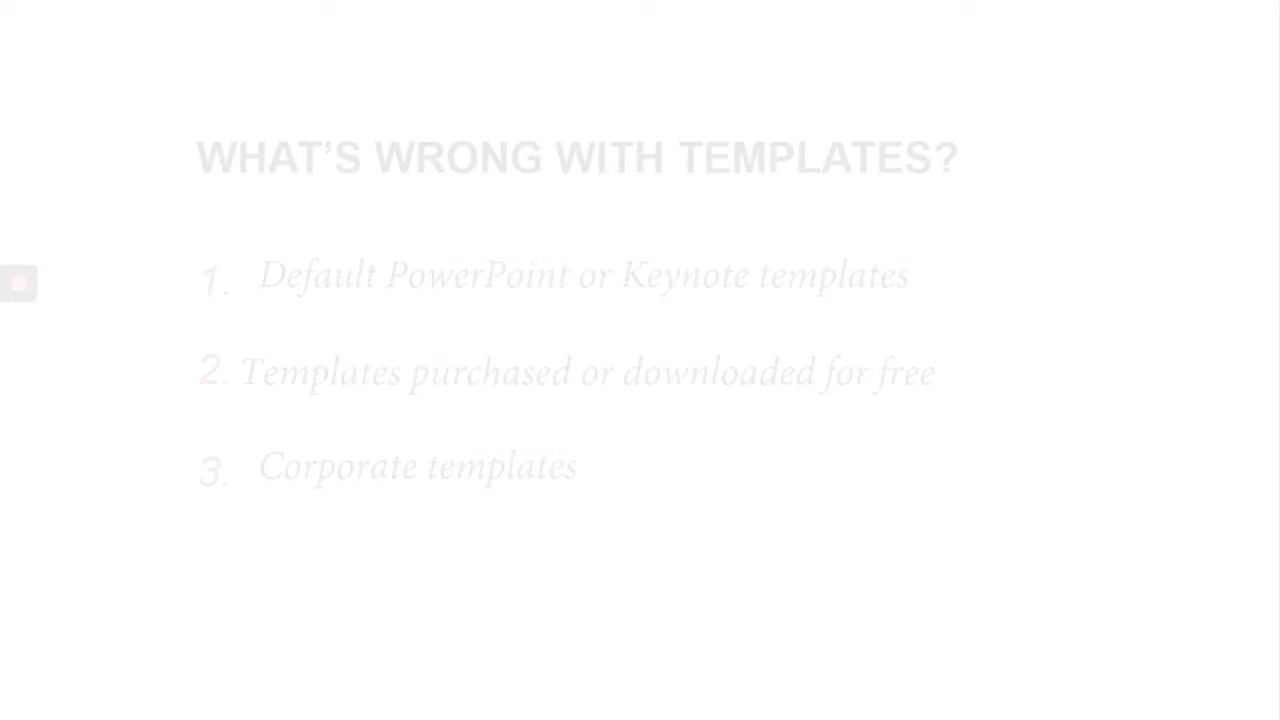 WHAT'S WRONG WITH TEMPLATES?
1. Default PowerPoint or Keynote templates
2. Templates purchased or downloaded for free
3. Corporate templates